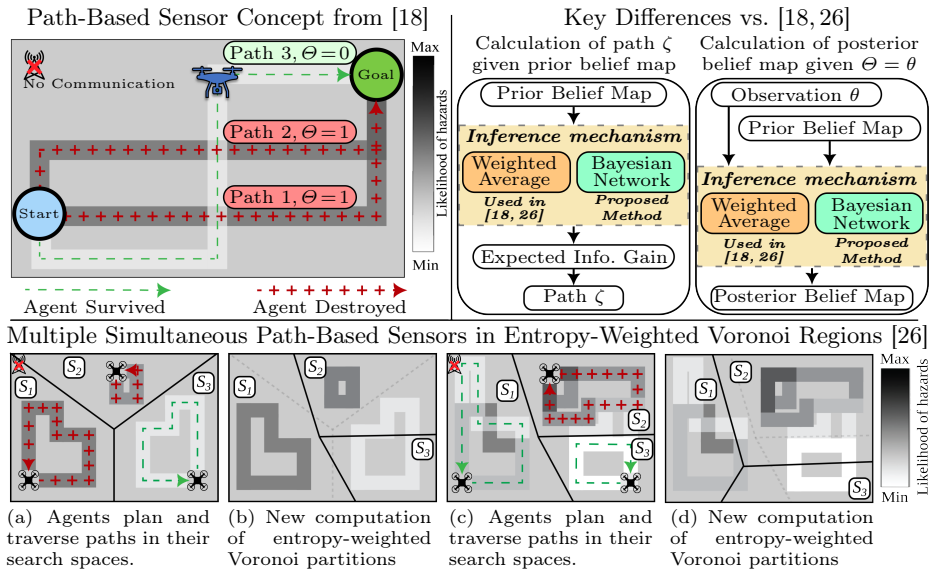 Path-Based Sensor Concept from [18]
No Communication
Path 3, Θ=0
Goal
Path 2, Θ=1
Path 1, Θ=1
Start
Max
Likelihood of hazards
Min
Agent Survived
Agent Destroyed
Key Differences vs. [18, 26]
Calculation of path ζ
given prior belief map
Prior Belief Map
Inference mechanism
Weighted
Average
Bayesian
Network
Used in
[18, 26]
Proposed
Method
Expected Info. Gain
Path ζ
Calculation of posterior
belief map given Θ = θ
Observation θ
Prior Belief Map
Inference mechanism
Weighted
Average
Bayesian
Network
Used in
[18, 26]
Proposed
Method
Posterior Belief Map
Multiple Simultaneous Path-Based Sensors in Entropy-Weighted Voronoi Regions [26]
S1
S2
S3
S1
S2
S3
S1
S2
S3
S1
S2
S3
Max
Likelihood of hazards
Min
(a) Agents plan and
traverse paths in their
search spaces.
(b) New computation
of entropy-weighted
Voronoi partitions
(c) Agents plan and
traverse paths in their
search spaces.
(d) New computation
of entropy-weighted
Voronoi partitions